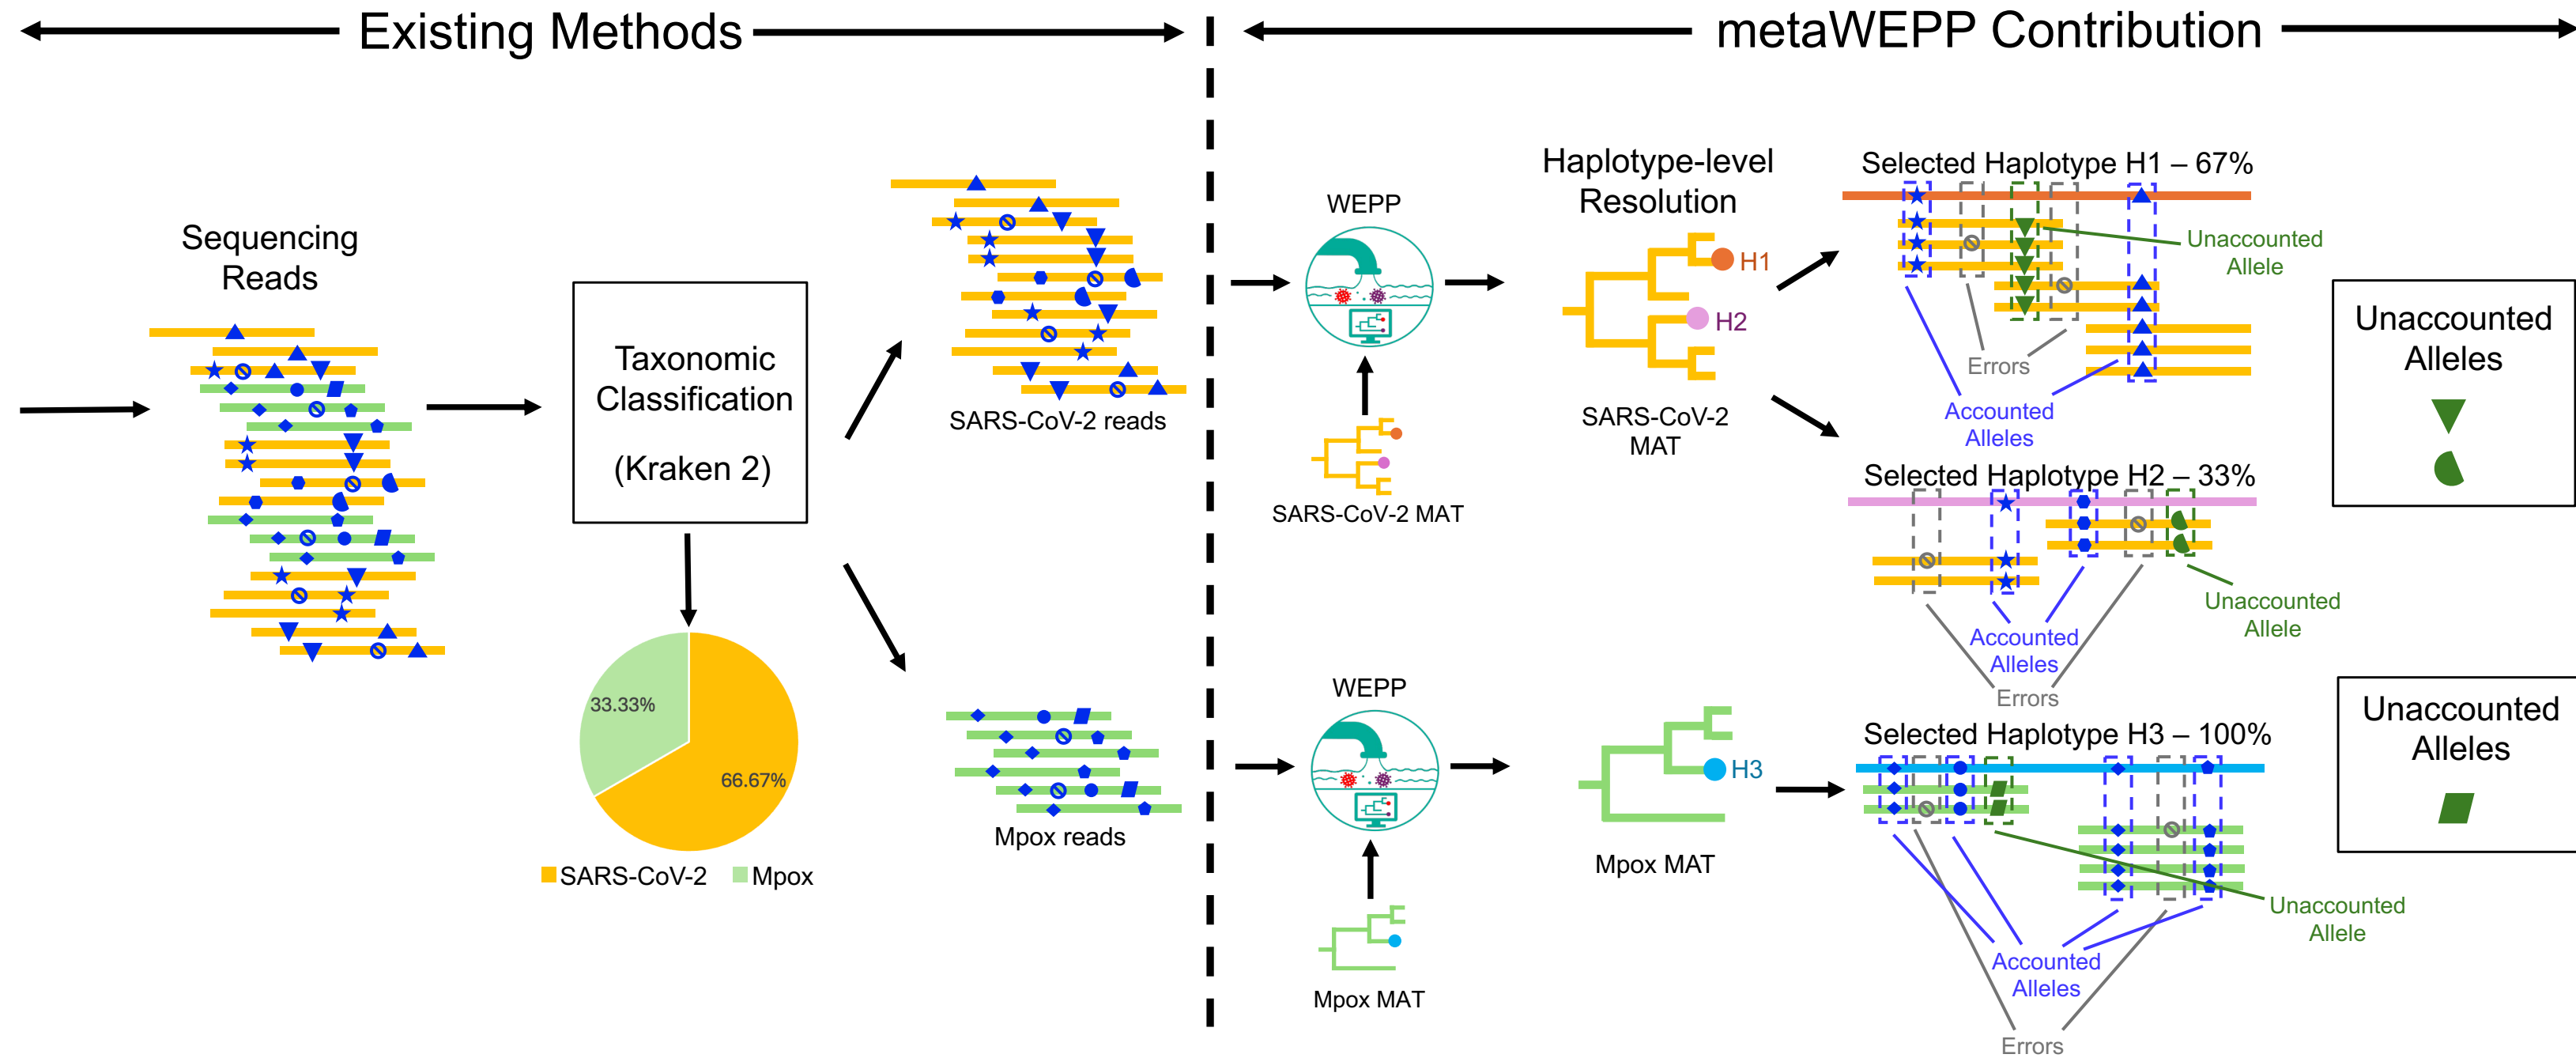 Existing Methods
metaWEPP Contribution
Sequencing
Reads
Taxonomic
Classification
(Kraken 2)
33.33%
66.67%
SARS-CoV-2
Mpox
SARS-CoV-2 reads
Mpox reads
WEPP
SARS-CoV-2 MAT
Haplotype-level
Resolution
H1
H2
SARS-CoV-2
MAT
Selected Haplotype H1 – 67%
Unaccounted
Allele
Errors
Accounted
Alleles
Selected Haplotype H2 – 33%
Unaccounted
Allele
Accounted
Alleles
Errors
Unaccounted
Alleles
WEPP
Mpox MAT
H3
Mpox MAT
Selected Haplotype H3 – 100%
Unaccounted
Allele
Accounted
Alleles
Errors
Unaccounted
Alleles